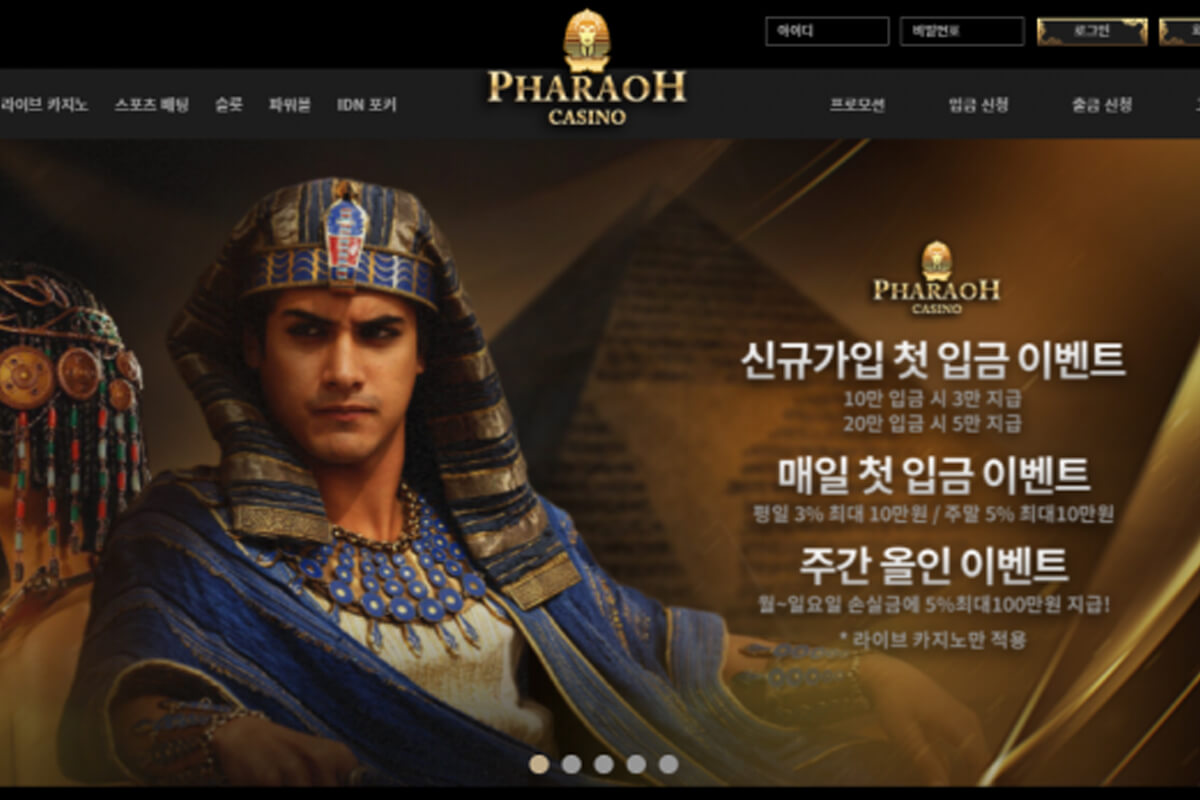 아이디
비밀번호
로그인
PHARAOH
CASINO
라이브 카지노 스포츠 배팅 슬롯 파워볼 IDN 포커
프로모션 입금 신청 출금 신청
PHARAOH
CASINO
신규가입 첫 입금 이벤트
10만 입금 시 3만 지급
20만 입금 시 5만 지급
매일 첫 입금 이벤트
평일 3% 최대 10만원 / 주말 5% 최대10만원
주간 올인 이벤트
월~일요일 손실금에 5%최대100만원 지급!
* 라이브 카지노만 적용